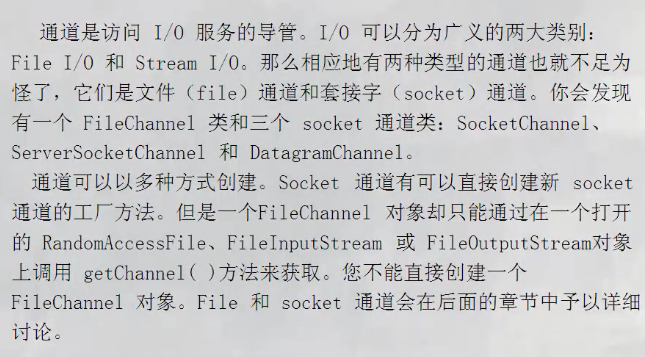 通道是访问 I/O 服务的导管。I/O 可以分为广义的两大类别：
File I/O 和 Stream I/O。那么相应地有两种类型的通道也就不足为
怪了，它们是文件（file）通道和套接字（socket）通道。你会发现
有一个 FileChannel 类和三个 socket 通道类：SocketChannel、
ServerSocketChannel 和 DatagramChannel。
通道可以以多种方式创建。Socket 通道有可以直接创建新 socket
通道的工厂方法。但是一个FileChannel 对象却只能通过在一个打开
的 RandomAccessFile、FileInputStream 或 FileOutputStream对象
上调用 getChannel( )方法来获取。您不能直接创建一个
FileChannel 对象。File 和 socket 通道会在后面的章节中予以详细
讨论。